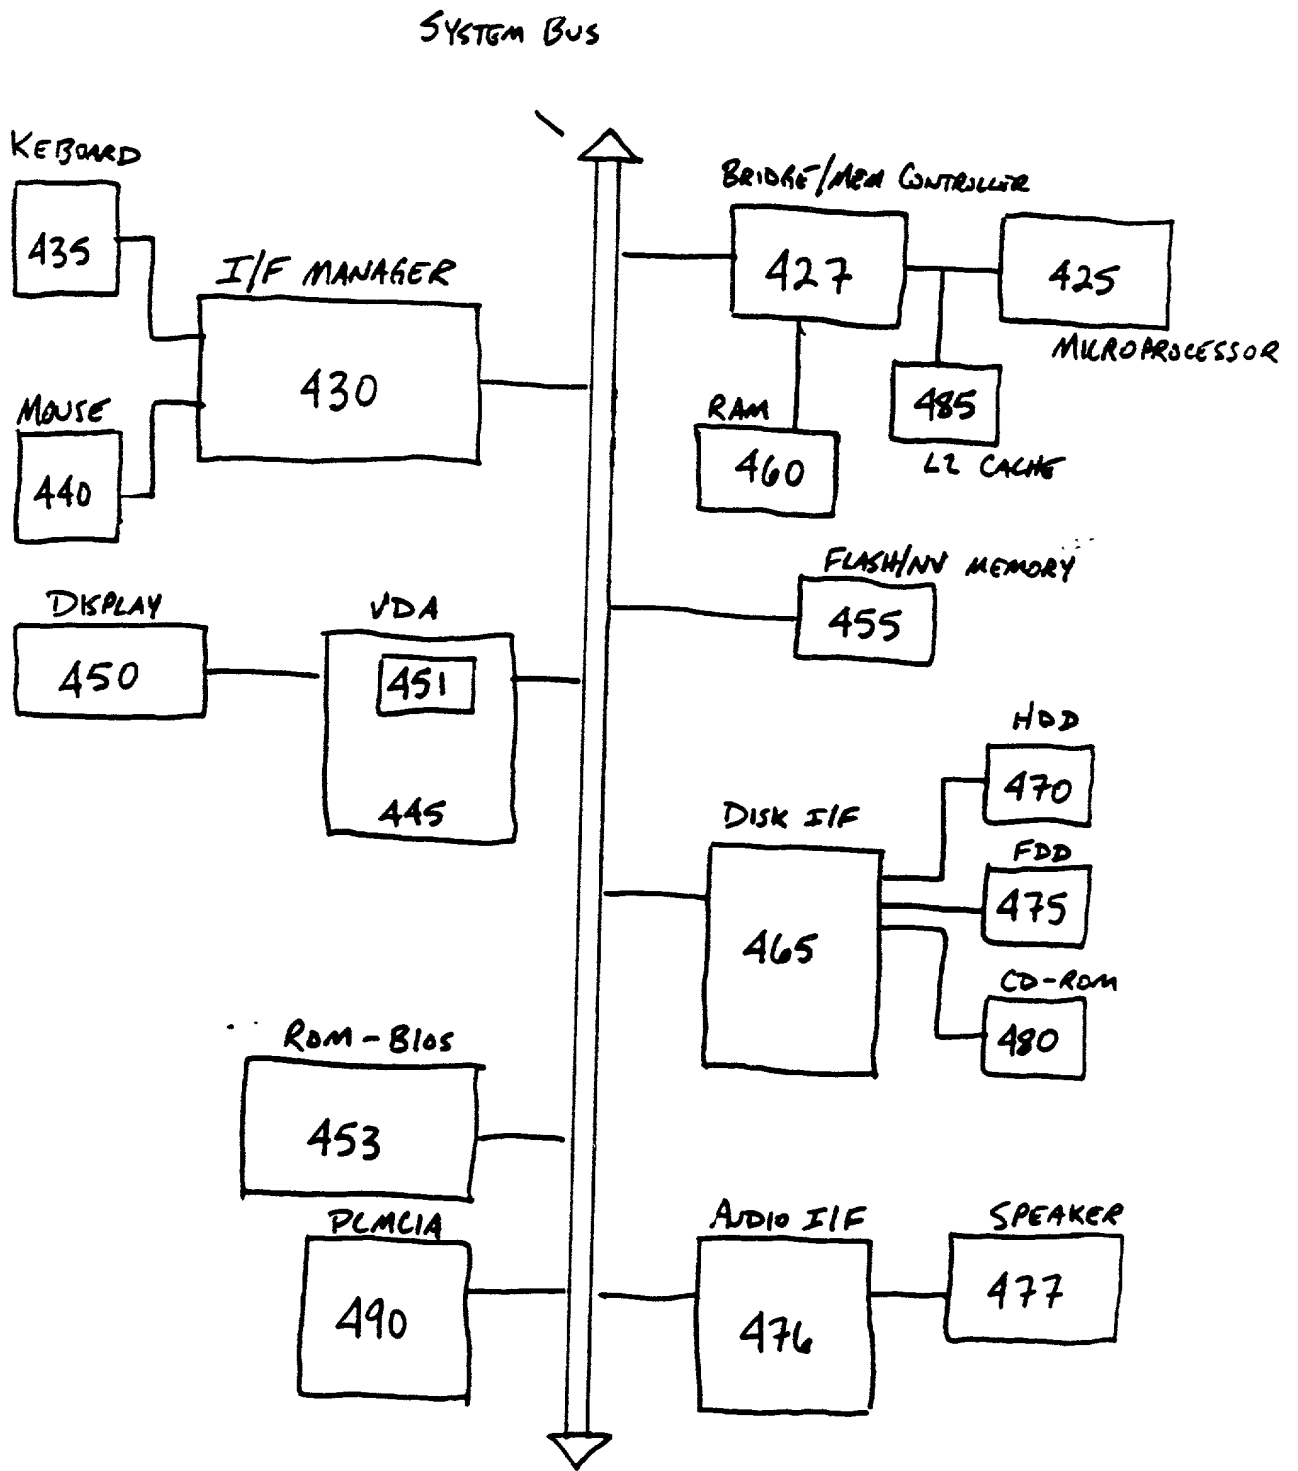 SYSTEM BUS
KEBOARD
435
I/F MANAGER
430
MOUSE
440
DISPLAY
450
VDA
451
445
ROM-BIOS
453
PCMCIA
490
BRIDGE/MEM CONTROLLER
427
425
MICROPROCESSOR
RAM
460
485
L2 CACHE
FLASH/NV MEMORY
455
DISK I/F
465
HDD
470
FDD
475
CD-ROM
480
AUDIO I/F
476
SPEAKER
477